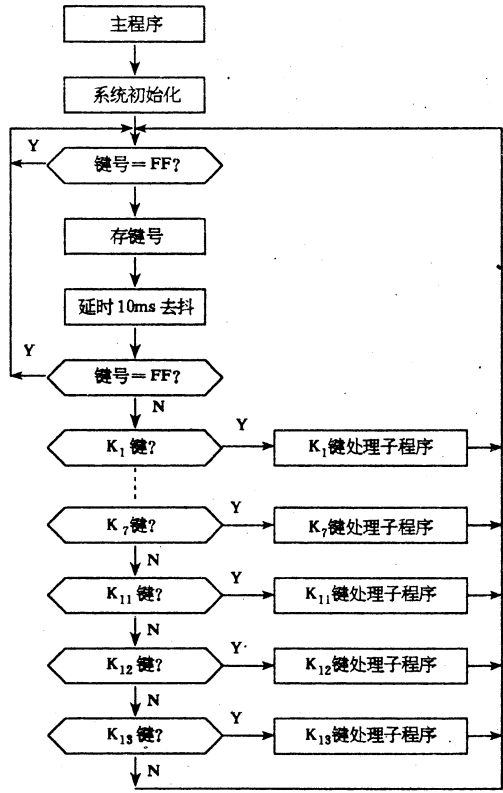 主程序
系统初始化
Y
键号=FF?
存键号
延时10ms去抖
Y
键号=FF?
N
K1键?
Y
K1键处理子程序
K7键?
Y
K7键处理子程序
N
K11键?
Y
K11键处理子程序
N
K12键?
Y
K12键处理子程序
N
K13键?
Y
K13键处理子程序
N